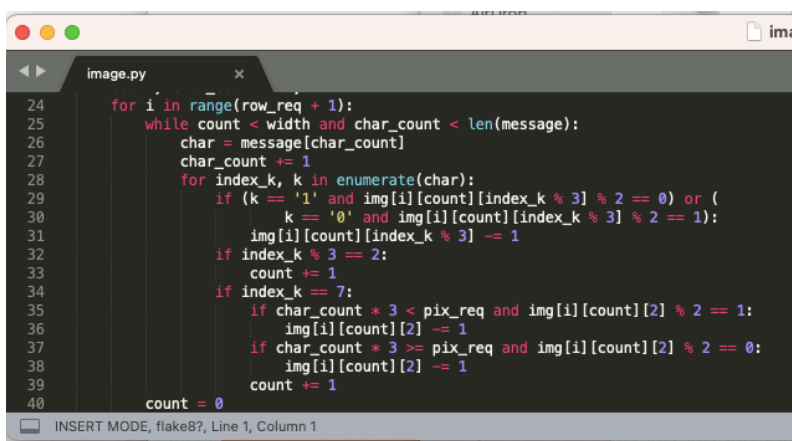 ima
image.py ×
24 for i in range(row_req + 1):
25 while count < width and char_count < len(message):
26 char = message[char_count]
27 char_count += 1
28 for index_k, k in enumerate(char):
29 if (k == '1' and img[i][count][index_k % 3] % 2 == 0) or (
30 k == '0' and img[i][count][index_k % 3] % 2 == 1):
31 img[i][count][index_k % 3] -= 1
32 if index_k % 3 == 2:
33 count += 1
34 if index_k == 7:
35 if char_count * 3 < pix_req and img[i][count][2] % 2 == 1:
36 img[i][count][2] -= 1
37 if char_count * 3 >= pix_req and img[i][count][2] % 2 == 0:
38 img[i][count][2] -= 1
39 count += 1
40 count = 0
INSERT MODE, flake8?, Line 1, Column 1